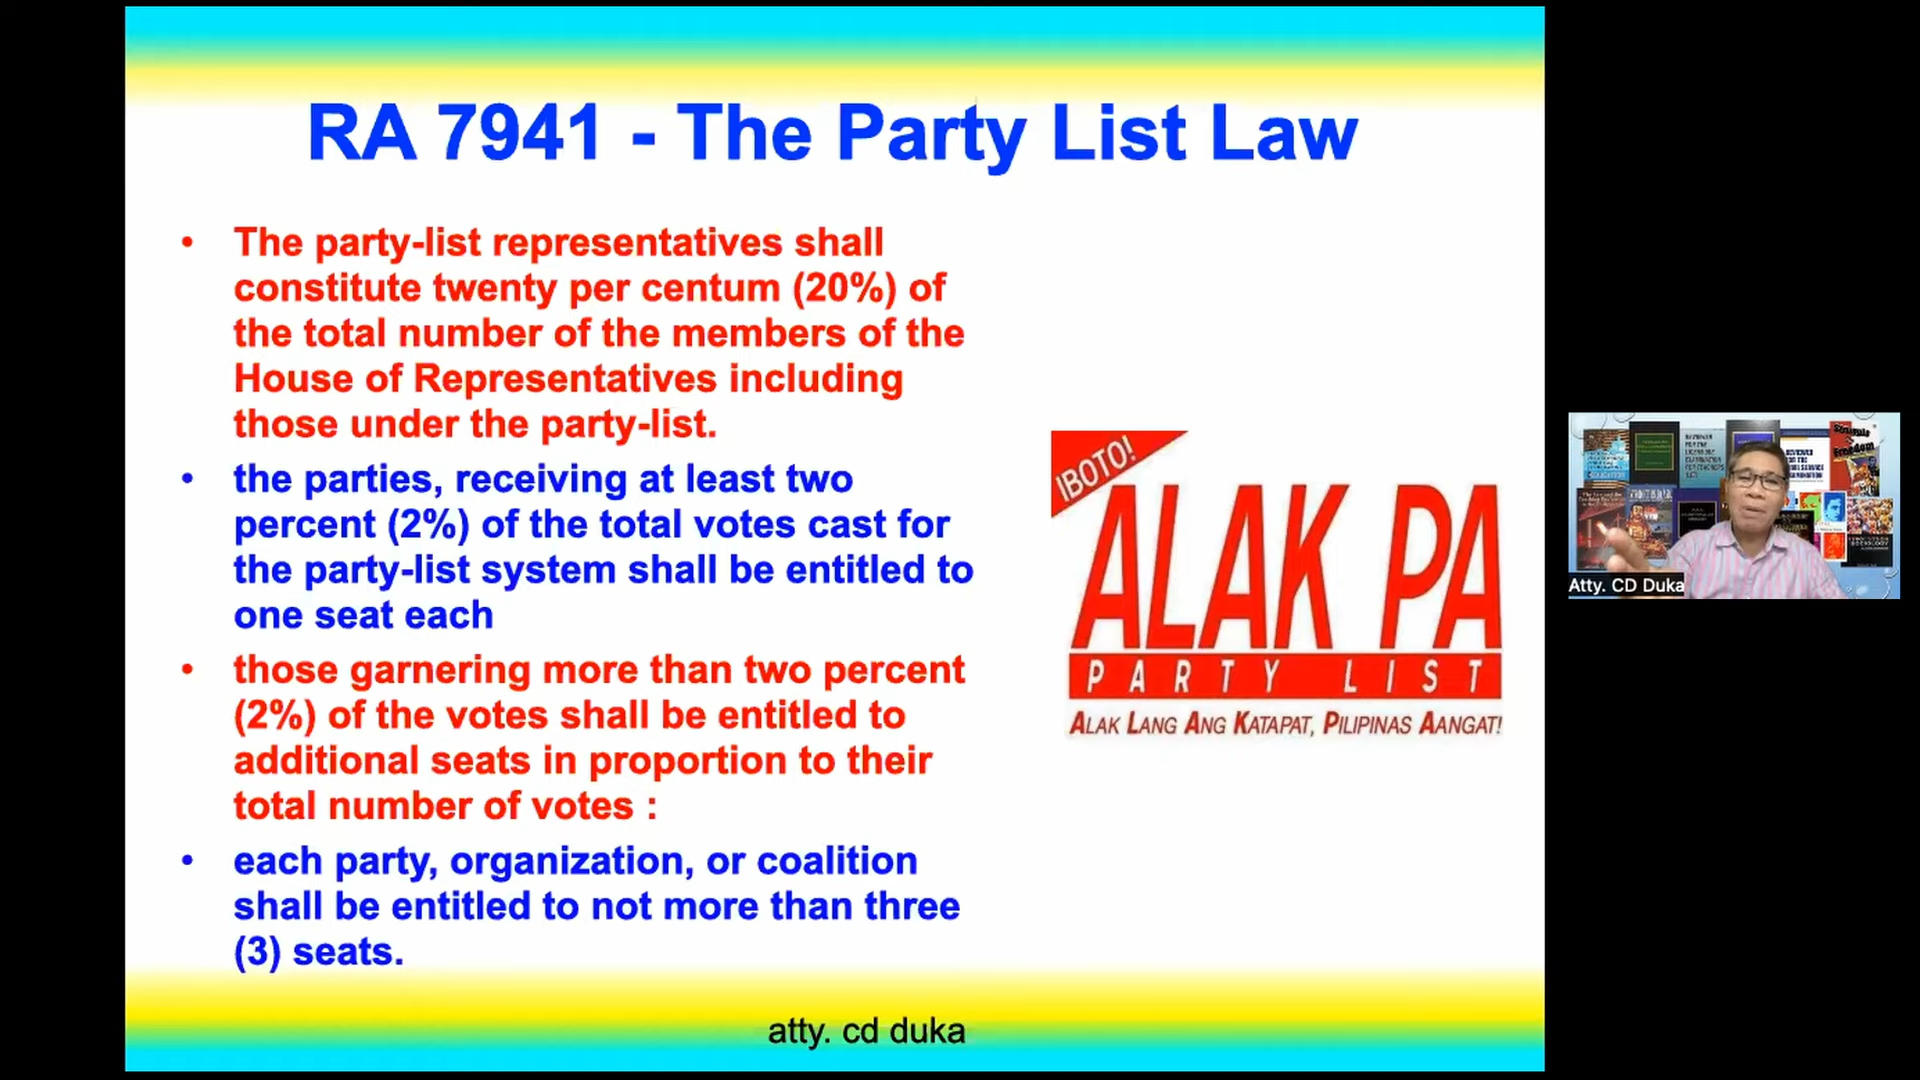 RA 7941 - The Party List Law
• The party-list representatives shall
constitute twenty per centum (20%) of
the total number of the members of the
House of Representatives including
those under the party-list.
• the parties, receiving at least two
percent (2%) of the total votes cast for
the party-list system shall be entitled to
one seat each
• those garnering more than two percent
(2%) of the votes shall be entitled to
additional seats in proportion to their
total number of votes :
• each party, organization, or coalition
shall be entitled to not more than three
(3) seats.
IBOTO!
ALAK PA
PARTY LIST
ALAK LANG ANG KATAPAT, PILIPINAS AANGAT!
atty. cd duka
Atty. CD Duka